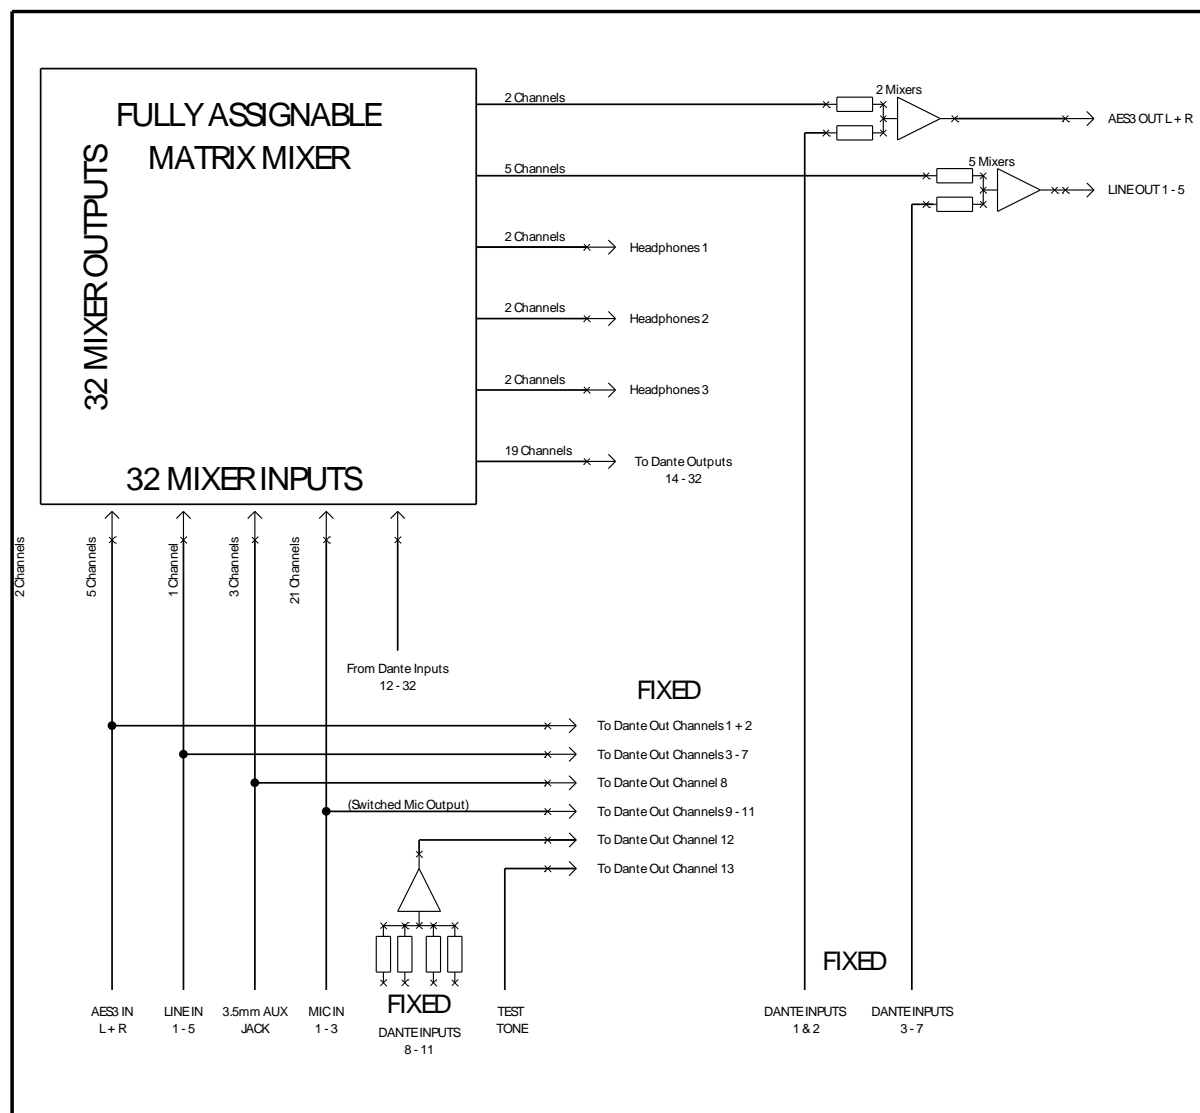 FULLY ASSIGNABLE
MATRIX MIXER
32 MIXER OUTPUTS
32 MIXER INPUTS
2 Channels
2 Mixers
AES3 OUT L + R
5 Channels
5 Mixers
LINE OUT 1 - 5
2 Channels
Headphones 1
2 Channels
Headphones 2
2 Channels
Headphones 3
19 Channels
To Dante Outputs
14 - 32
2 Channels
5 Channels
1 Channel
3 Channels
21 Channels
From Dante Inputs
12 - 32
FIXED
To Dante Out Channels 1 + 2
To Dante Out Channels 3 - 7
To Dante Out Channel 8
(Switched Mic Output)
To Dante Out Channels 9 - 11
To Dante Out Channel 12
To Dante Out Channel 13
FIXED
AES3 IN
L + R
LINE IN
1 - 5
3.5mm AUX
JACK
MIC IN
1 - 3
FIXED
DANTE INPUTS
8 - 11
TEST
TONE
DANTE INPUTS
1 & 2
DANTE INPUTS
3 - 7